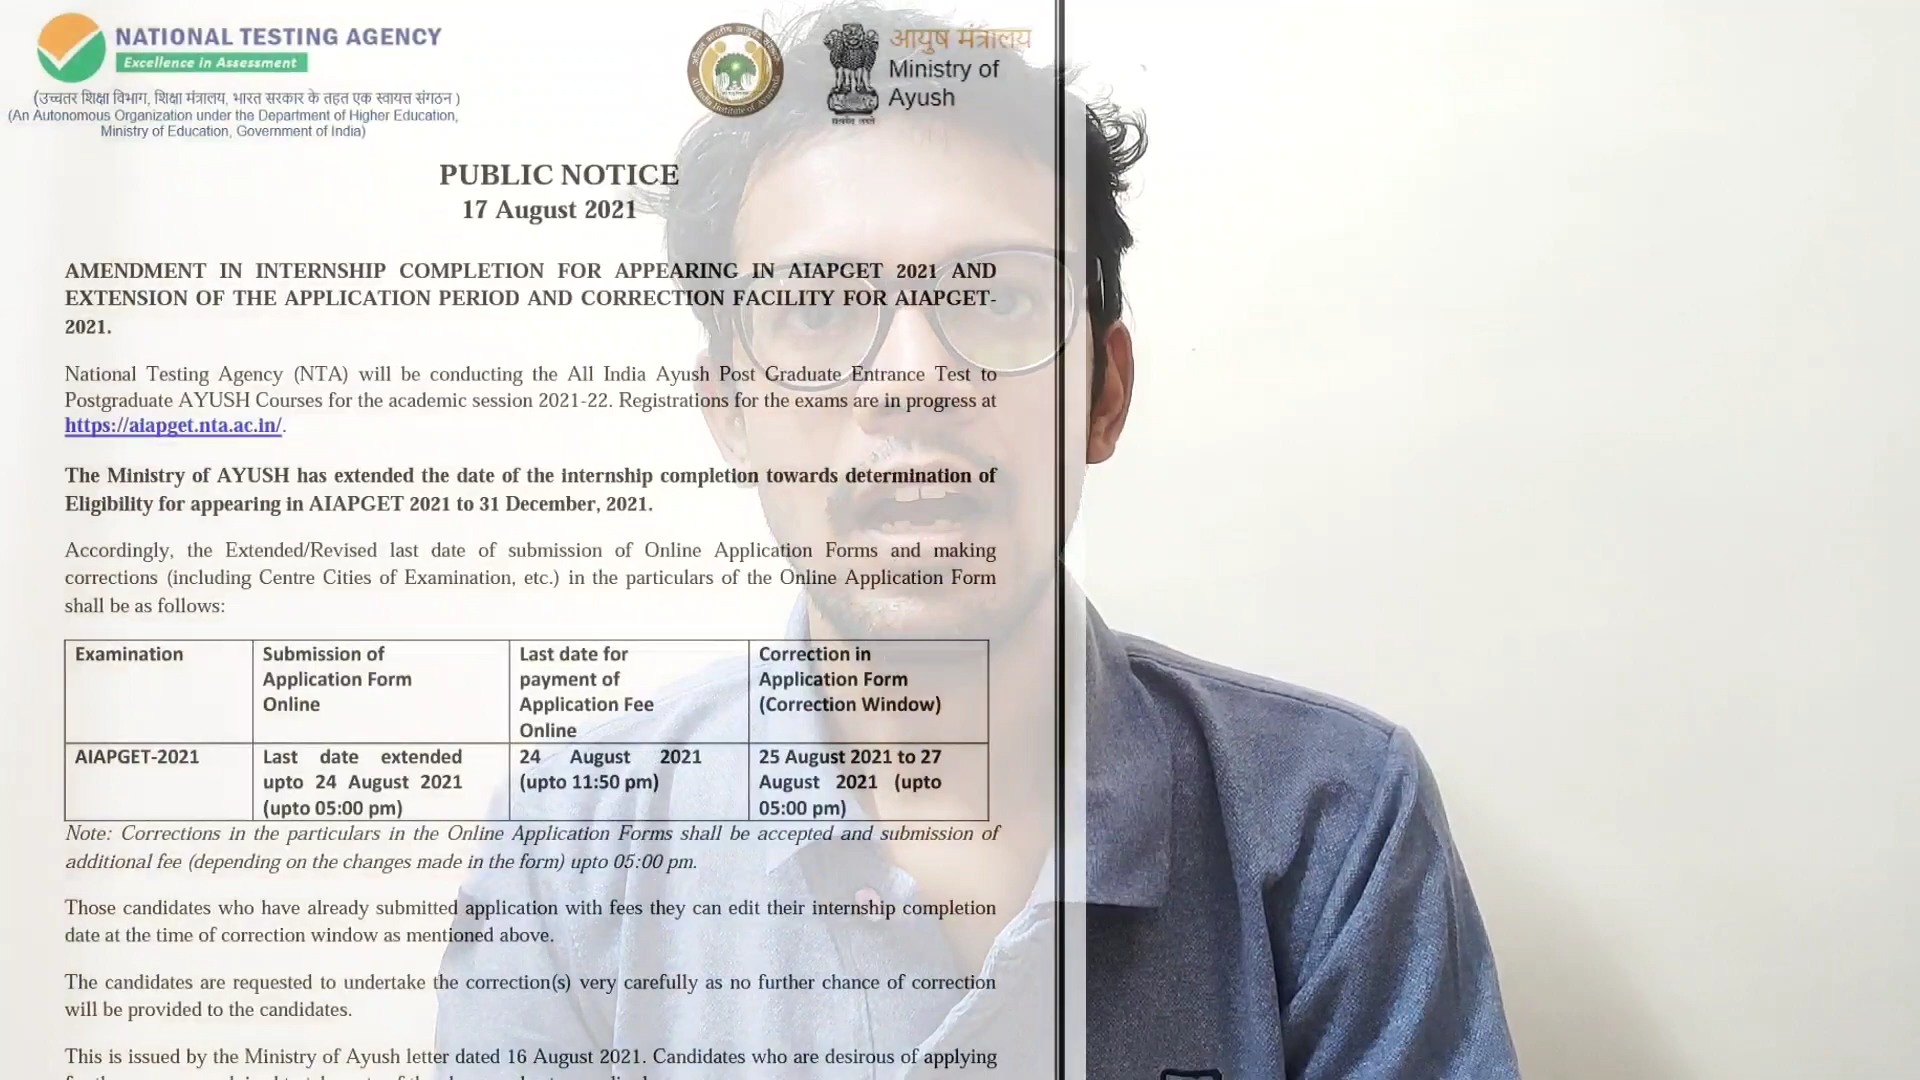 NATIONAL TESTING AGENCY
Excellence in Assessment
(उच्चतर शिक्षा विभाग, शिक्षा मंत्रालय, भारत सरकार के तहत एक स्वायत्त संगठन )
(An Autonomous Organization under the Department of Higher Education,
Ministry of Education, Government of India)
आयुष मंत्रालय
Ministry of
Ayush
PUBLIC NOTICE
17 August 2021
AMENDMENT IN INTERNSHIP COMPLETION FOR APPEARING IN AIAPGET 2021 AND
EXTENSION OF THE APPLICATION PERIOD AND CORRECTION FACILITY FOR AIAPGET-
2021.
National Testing Agency (NTA) will be conducting the All India Ayush Post Graduate Entrance Test to
Postgraduate AYUSH Courses for the academic session 2021-22. Registrations for the exams are in progress at
https://aiapget.nta.ac.in/.
The Ministry of AYUSH has extended the date of the internship completion towards determination of
Eligibility for appearing in AIAPGET 2021 to 31 December, 2021.
Accordingly, the Extended/Revised last date of submission of Online Application Forms and making
corrections (including Centre Cities of Examination, etc.) in the particulars of the Online Application Form
shall be as follows:
Examination
Submission of
Application Form
Online
Last date for
payment of
Application Fee
Online
Correction in
Application Form
(Correction Window)
AIAPGET-2021
Last date extended
upto 24 August 2021
(upto 05:00 pm)
24 August 2021
(upto 11:50 pm)
25 August 2021 to 27
August 2021 (upto
05:00 pm)
Note: Corrections in the particulars in the Online Application Forms shall be accepted and submission of
additional fee (depending on the changes made in the form) upto 05:00 pm.
Those candidates who have already submitted application with fees they can edit their internship completion
date at the time of correction window as mentioned above.
The candidates are requested to undertake the correction(s) very carefully as no further chance of correction
will be provided to the candidates.
This is issued by the Ministry of Ayush letter dated 16 August 2021. Candidates who are desirous of applying